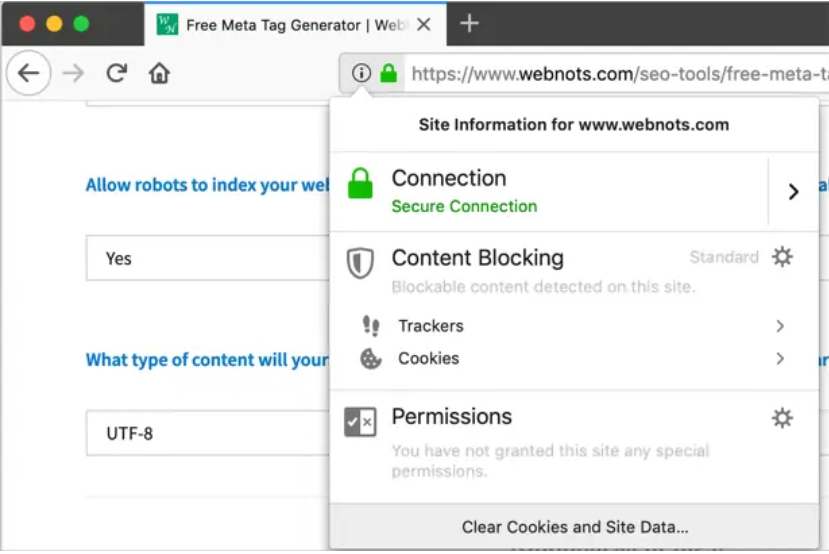 Free Meta Tag Generator | Web
https://www.webnots.com/seo-tools/free-meta-ta
Site Information for www.webnots.com
Allow robots to index your web
Connection
Secure Connection
Yes
Content Blocking
Standard
Blockable content detected on this site.
Trackers
Cookies
What type of content will your
Permissions
UTF-8
You have not granted this site any special
permissions.
Clear Cookies and Site Data...